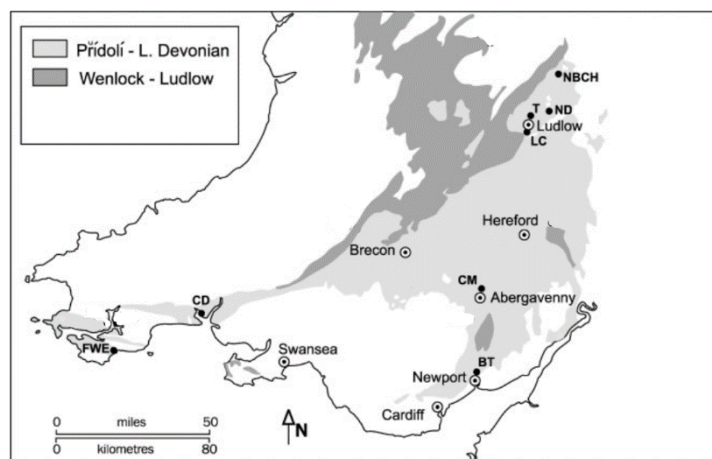 Přídolí - L. Devonian
Wenlock - Ludlow
NBCH
T
ND
Ludlow
LC
Hereford
Brecon
CM
Abergavenny
CD
FWE
Swansea
BT
Newport
Cardiff
0 miles 50
0 kilometres 80
N